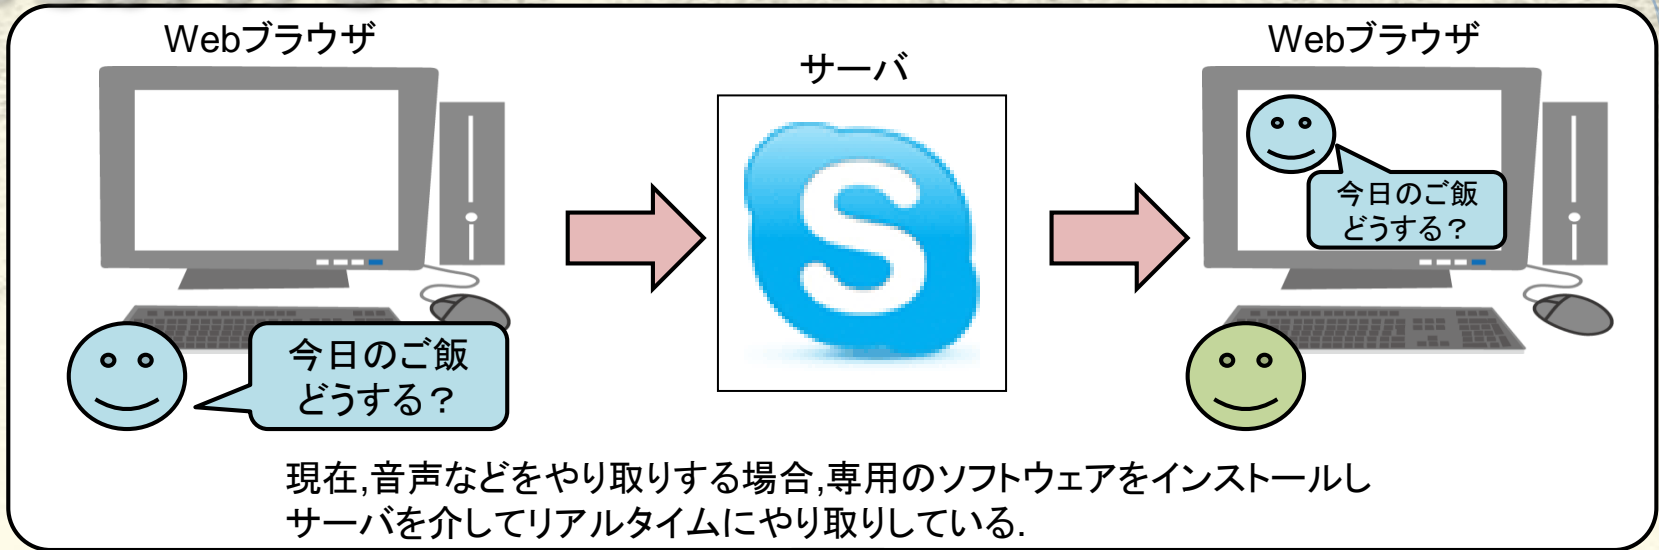 Webブラウザ
サーバ
Webブラウザ
S
今日のご飯
どうする？
今日のご飯
どうする？
現在,音声などをやり取りする場合,専用のソフトウェアをインストールし
サーバを介してリアルタイムにやり取りしている.